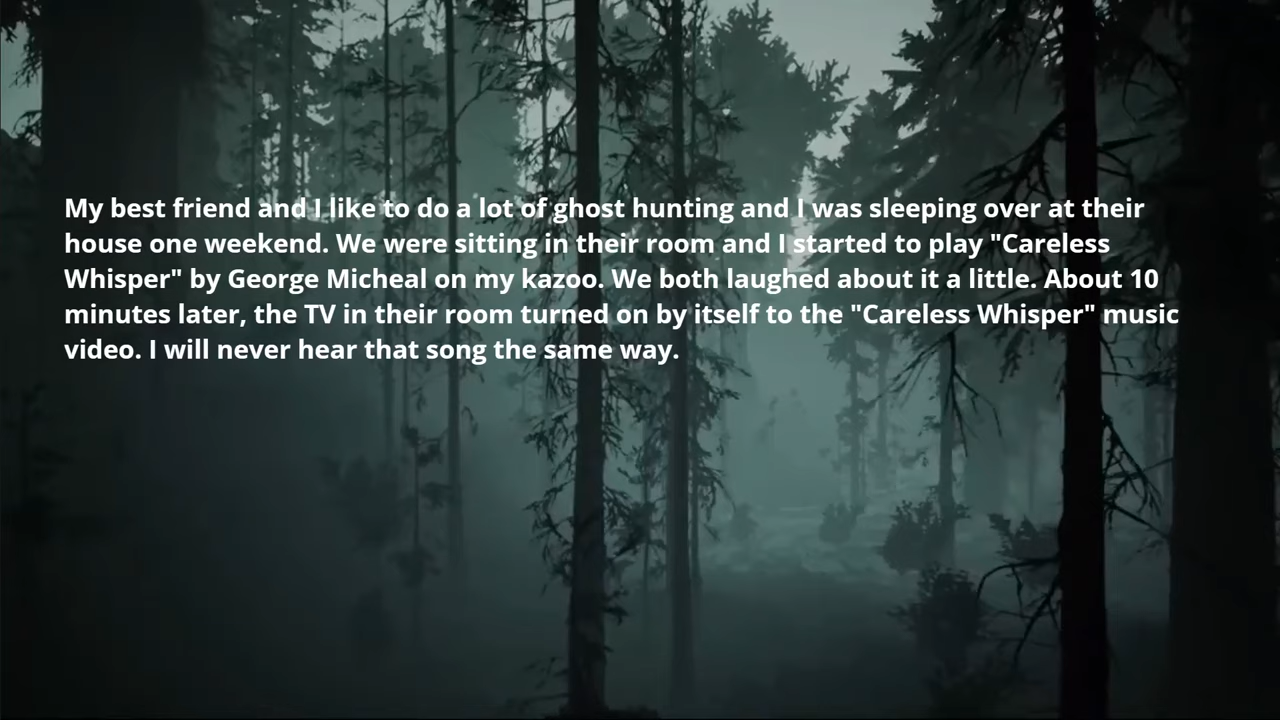 My best friend and I like to do a lot of ghost hunting and I was sleeping over at their
house one weekend. We were sitting in their room and I started to play "Careless
Whisper" by George Micheal on my kazoo. We both laughed about it a little. About 10
minutes later, the TV in their room turned on by itself to the "Careless Whisper" music
video. I will never hear that song the same way.